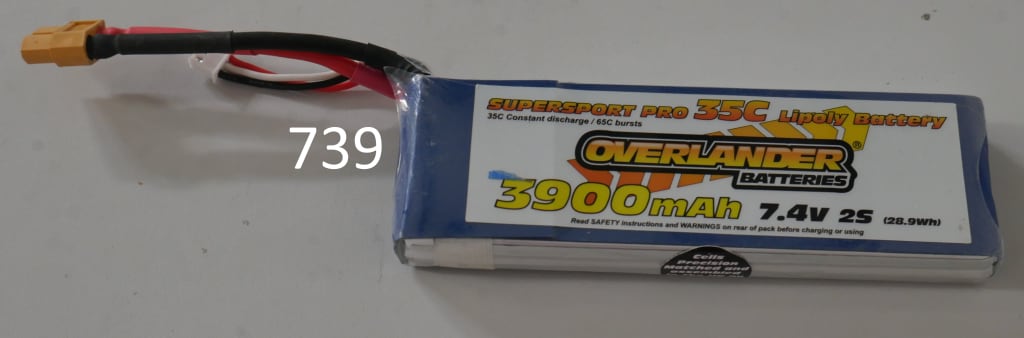 739
SUPERSPORT PRO 35C Lipoly Battery
35C Constant discharge / 65C bursts
OVERLANDER®
BATTERIES
3900mAh 7.4V 2S (28.9Wh)
Read SAFETY instructions and WARNINGS on rear of pack before charging or using
Cells
Precision
Matched and
assembled